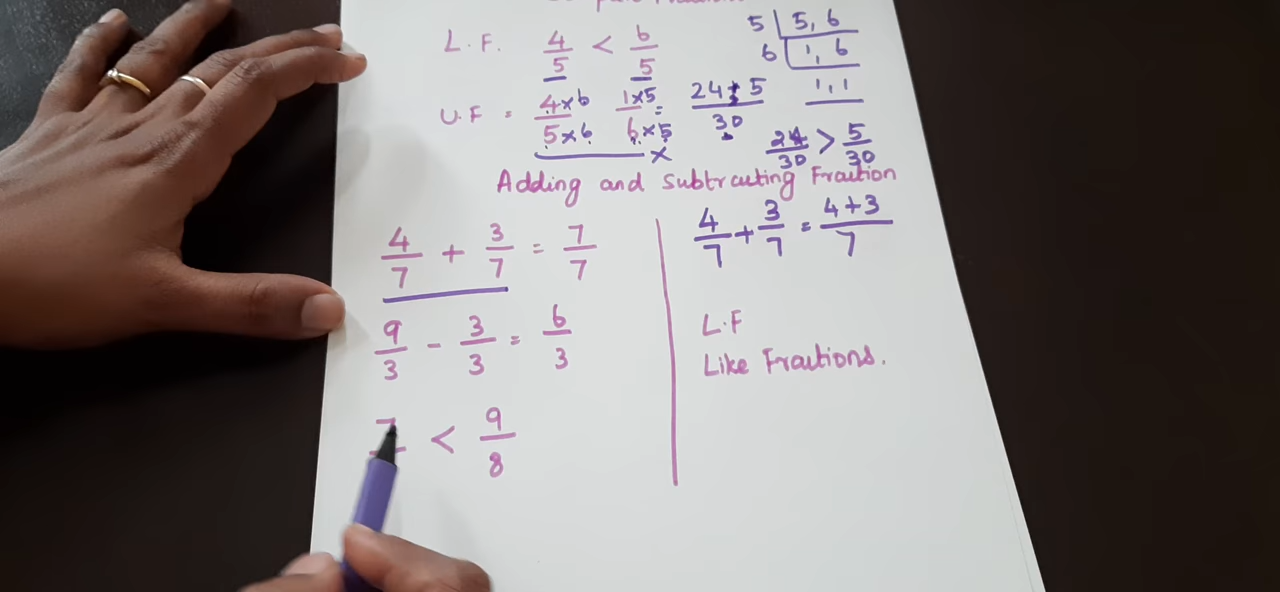 L.F. 4/5 < 6/5
U.F = 4×6/5×6 1×5/6×5 = 24+5/30
×
5 | 5, 6
6 | 1, 6
1, 1
24/30 > 5/30
Adding and subtracting Fraction
4/7 + 3/7 = 7/7
9/3 - 3/3 = 6/3
< 9/8
4/7 + 3/7 = 4+3/7
L.F
Like Fractions.